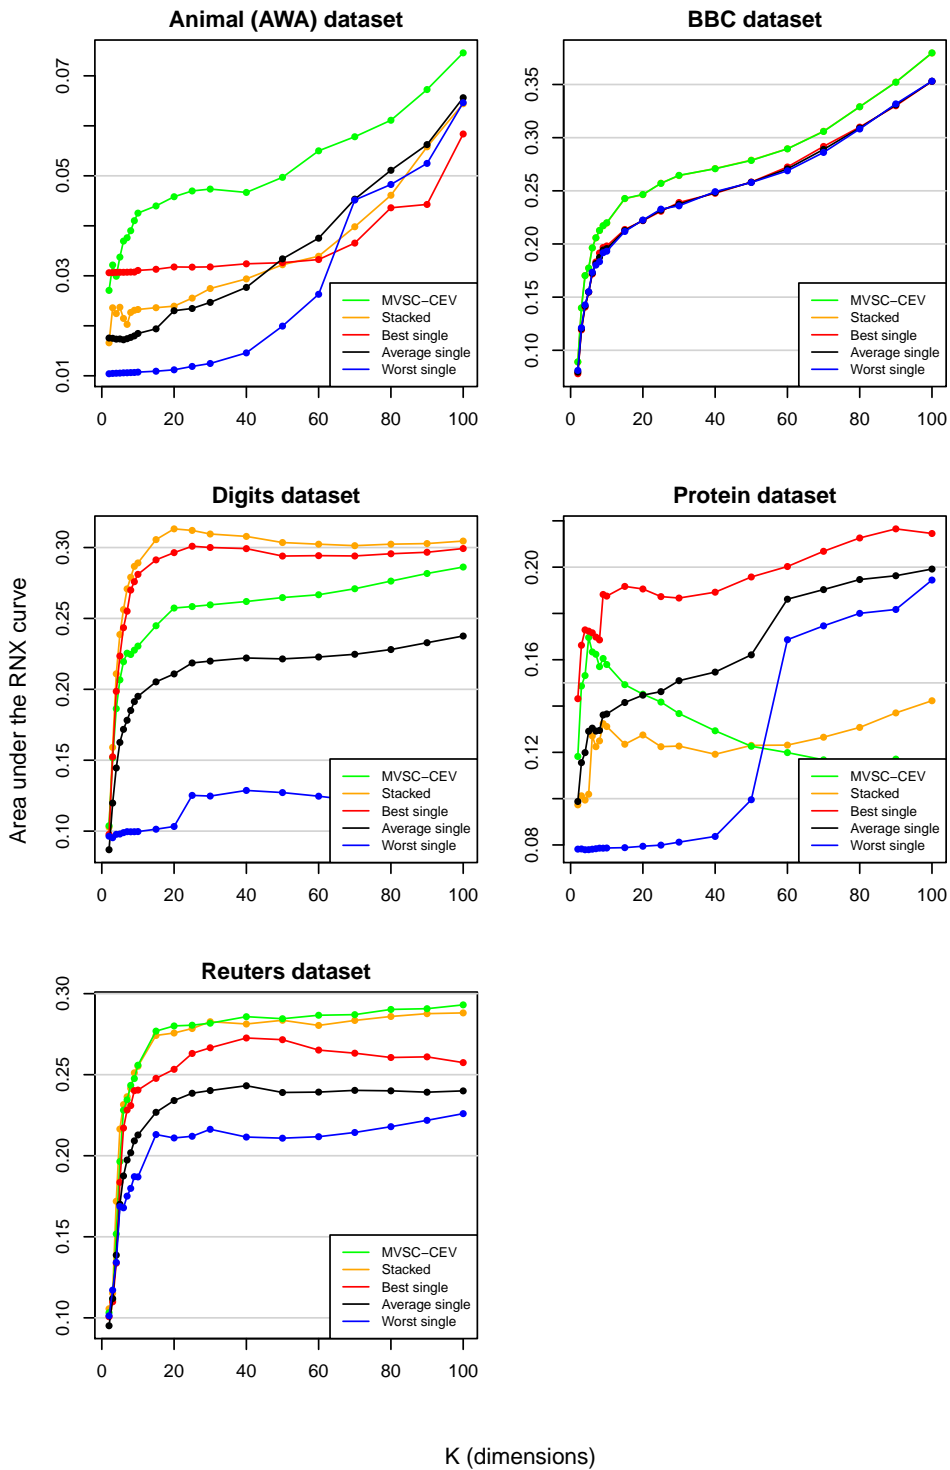 Animal (AWA) dataset
0.01 0.03 0.05 0.07
0 20 40 60 80 100
MVSC−CEV
Stacked
Best single
Average single
Worst single
BBC dataset
0.10 0.15 0.20 0.25 0.30 0.35
0 20 40 60 80 100
MVSC−CEV
Stacked
Best single
Average single
Worst single
Area under the RNX curve
Digits dataset
0.10 0.15 0.20 0.25 0.30
0 20 40 60 80 100
MVSC−CEV
Stacked
Best single
Average single
Worst single
Protein dataset
0.08 0.12 0.16 0.20
0 20 40 60 80 100
MVSC−CEV
Stacked
Best single
Average single
Worst single
Reuters dataset
0.10 0.15 0.20 0.25 0.30
0 20 40 60 80 100
MVSC−CEV
Stacked
Best single
Average single
Worst single
K (dimensions)